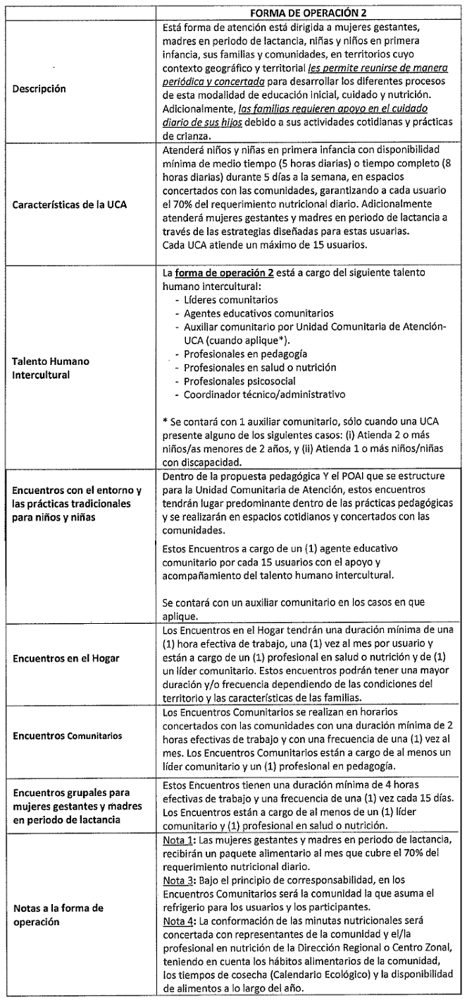 FORMA DE OPERACIÓN 2
Descripción
Está forma de atención está dirigida a mujeres gestantes,
madres en periodo de lactancia, niñas y niños en primera
infancia, sus familias y comunidades, en territorios cuyo
contexto geográfico y territorial les permite reunirse de manera
periódica y concertada para desarrollar los diferentes procesos
de esta modalidad de educación inicial, cuidado y nutrición.
Adicionalmente, las familias requieren apoyo en el cuidado
diario de sus hijos debido a sus actividades cotidianas y prácticas
de crianza.
Características de la UCA
Atenderá niños y niñas en primera infancia con disponibilidad
mínima de medio tiempo (5 horas diarias) o tiempo completo (8
horas diarias) durante 5 días a la semana, en espacios
concertados con las comunidades, garantizando a cada usuario
el 70% del requerimiento nutricional diario. Adicionalmente
atenderá mujeres gestantes y madres en periodo de lactancia a
través de las estrategias diseñadas para estas usuarias.
Cada UCA atiende un máximo de 15 usuarios.
Talento Humano
Intercultural
La forma de operación 2 está a cargo del siguiente talento
humano intercultural:
- Líderes comunitarios
- Agentes educativos comunitarios
- Auxiliar comunitario por Unidad Comunitaria de Atención-
UCA (cuando aplique*).
- Profesionales en pedagogía
- Profesionales en salud o nutrición
- Profesionales psicosocial
- Coordinador técnico/administrativo
* Se contará con 1 auxiliar comunitario, sólo cuando una UCA
presente alguno de los siguientes casos: (i) Atienda 2 o más
niños/as menores de 2 años, y (ii) Atienda 1 o más niños/niñas
con discapacidad.
Encuentros con el entorno y
las prácticas tradicionales
para niños y niñas
Dentro de la propuesta pedagógica Y el POAI que se estructure
para la Unidad Comunitaria de Atención, estos encuentros
tendrán lugar predominante dentro de las prácticas pedagógicas
y se realizarán en espacios cotidianos y concertados con las
comunidades.
Estos Encuentros a cargo de un (1) agente educativo
comunitario por cada 15 usuarios con el apoyo y
acompañamiento del talento humano intercultural.
Se contará con un auxiliar comunitario en los casos en que
aplique.
Encuentros en el Hogar
Los Encuentros en el Hogar tendrán una duración mínima de una
(1) hora efectiva de trabajo, una (1) vez al mes por usuario y
están a cargo de un (1) profesional en salud o nutrición y de (1)
un líder comunitario. Estos encuentros podrán tener una mayor
duración y/o frecuencia dependiendo de las condiciones del
territorio y las características de las familias.
Encuentros Comunitarios
Los Encuentros Comunitarios se realizan en horarios
concertados con las comunidades con una duración mínima de 2
horas efectivas de trabajo y con una frecuencia de una (1) vez al
mes. Los Encuentros Comunitarios están a cargo de al menos un
líder comunitario y un (1) profesional en pedagogía.
Encuentros grupales para
mujeres gestantes y madres
en periodo de lactancia
Estos Encuentros tienen una duración mínima de 4 horas
efectivas de trabajo y una frecuencia de una (1) vez cada 15 días.
Los Encuentros están a cargo de al menos de un (1) líder
comunitario y (1) profesional en salud o nutrición.
Notas a la forma de
operación
Nota 1: Las mujeres gestantes y madres en periodo de lactancia,
recibirán un paquete alimentario al mes que cubre el 70% del
requerimiento nutricional diario.
Nota 3: Bajo el principio de corresponsabilidad, en los
Encuentros Comunitarios será la comunidad la que asuma el
refrigerio para los usuarios y los participantes.
Nota 4: La conformación de las minutas nutricionales será
concertada con representantes de la comunidad y el/la
profesional en nutrición de la Dirección Regional o Centro Zonal,
teniendo en cuenta los hábitos alimentarios de la comunidad,
los tiempos de cosecha (Calendario Ecológico) y la disponibilidad
de alimentos a lo largo del año.